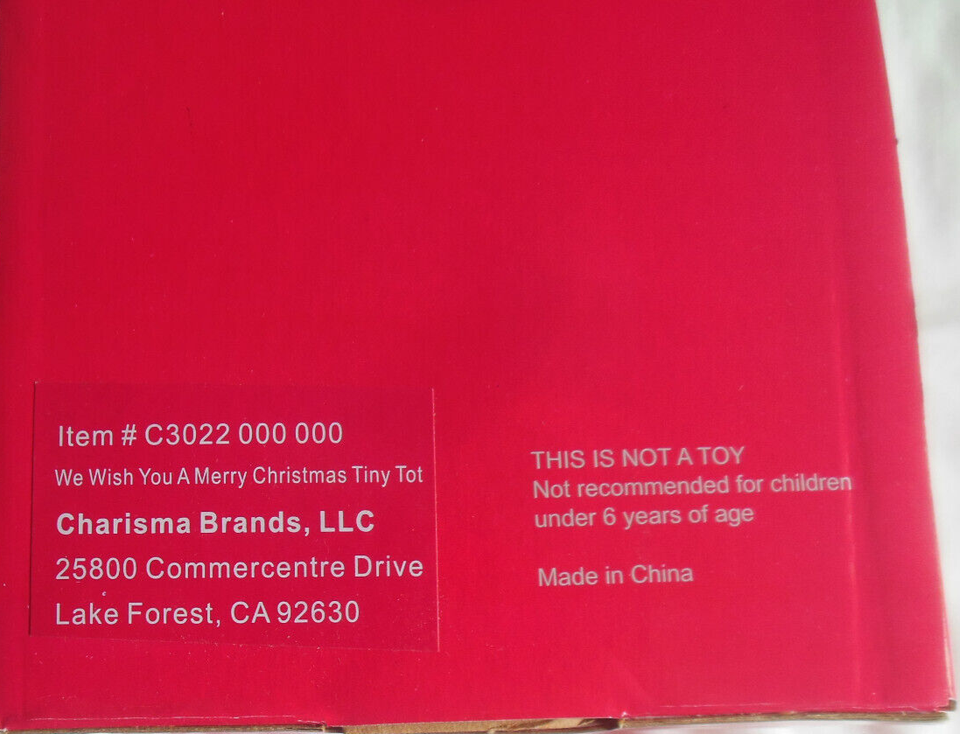 Item # C3022 000 000
We Wish You A Merry Christmas Tiny Tot
Charisma Brands, LLC
25800 Commercentre Drive
Lake Forest, CA 92630
THIS IS NOT A TOY
Not recommended for children
under 6 years of age
Made in China